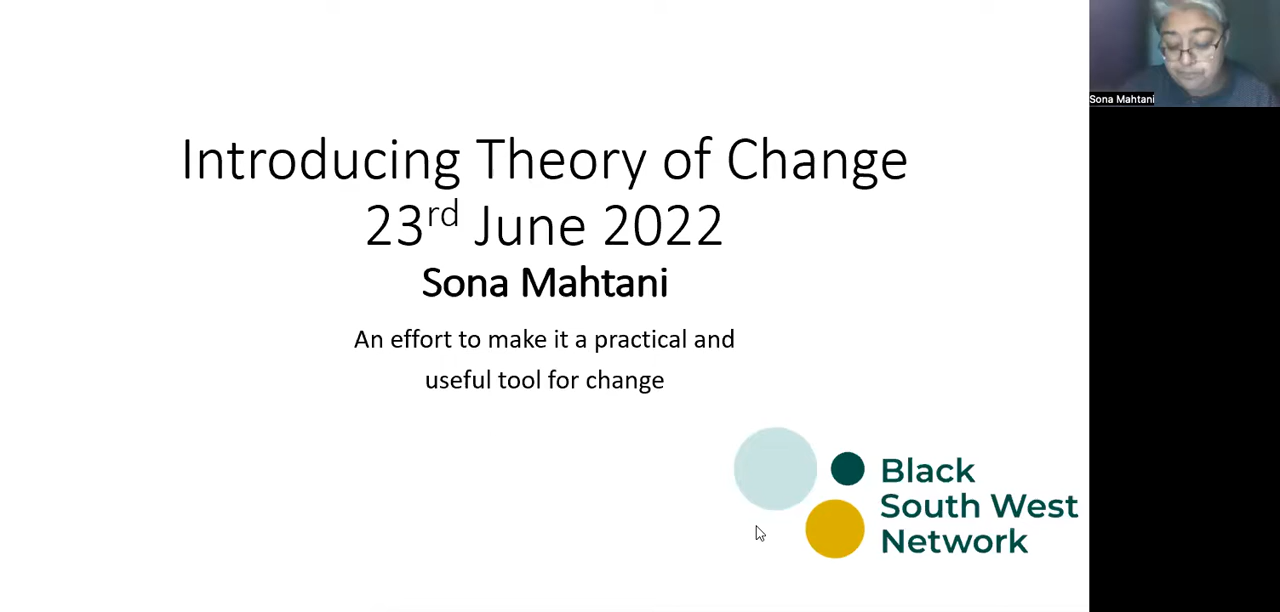 Introducing Theory of Change
23rd June 2022
Sona Mahtani
An effort to make it a practical and
useful tool for change
Black
South West
Network
Sona Mahtani